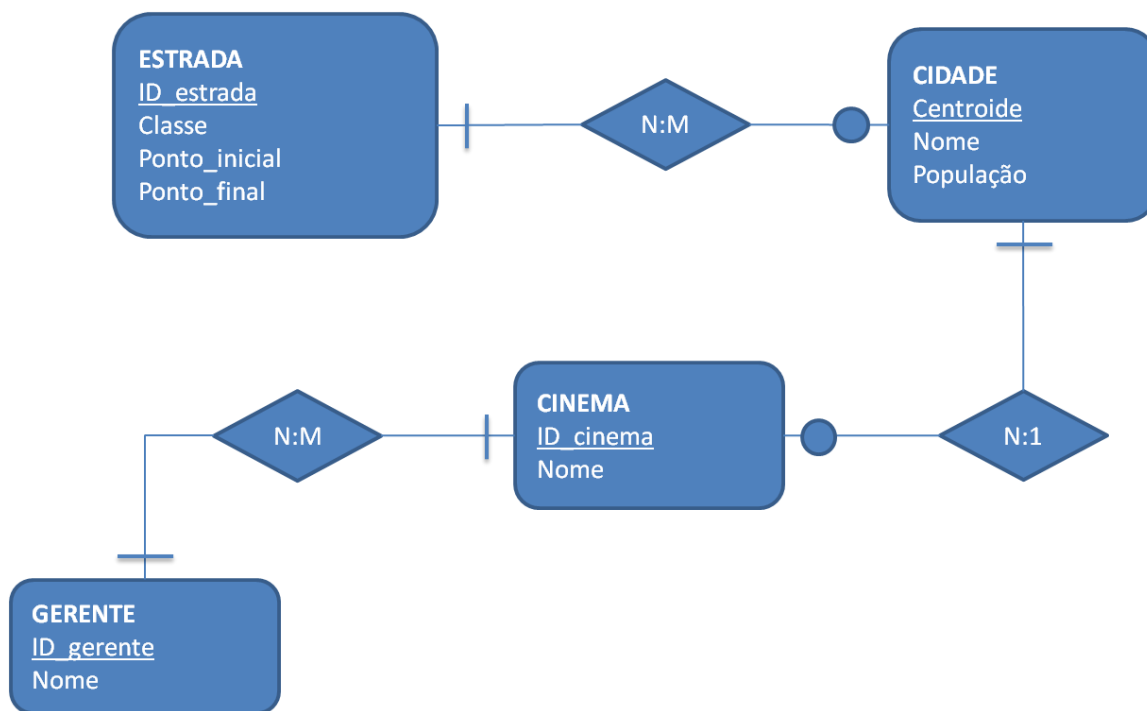 ESTRADA
ID_estrada
Classe
Ponto_inicial
Ponto_final
N:M
CIDADE
Centroide
Nome
População
N:M
CINEMA
ID_cinema
Nome
N:1
GERENTE
ID_gerente
Nome